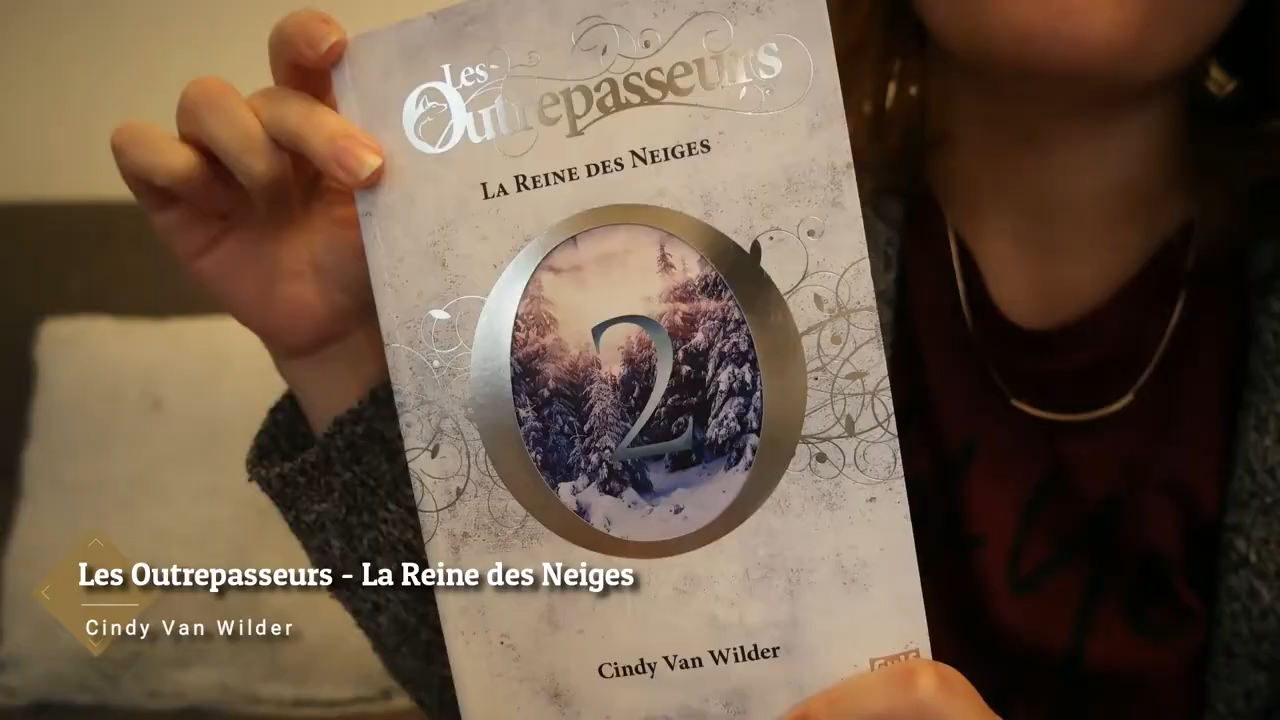 Les
Outrepasseurs
La Reine des Neiges
2
Les Outrepasseurs - La Reine des Neiges
Cindy Van Wilder
Cindy Van Wilder